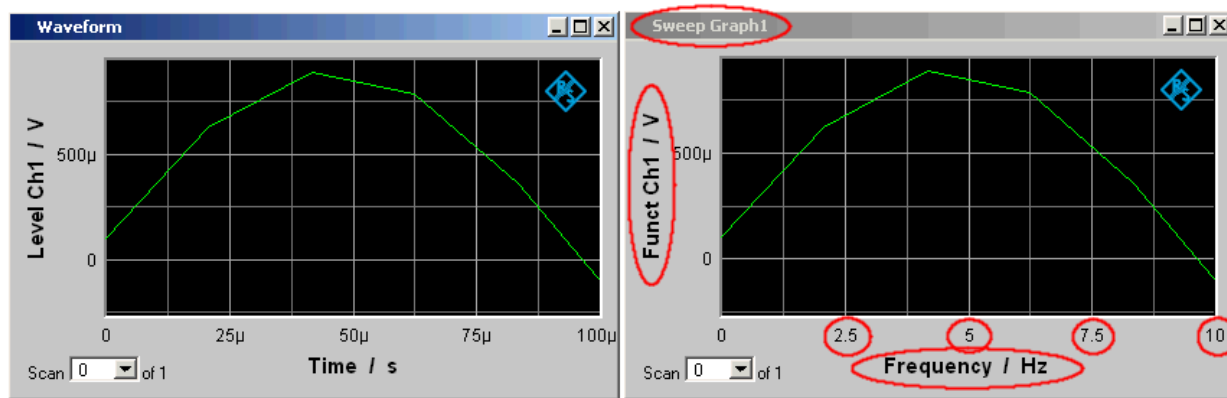 Waveform
Level Ch1 / V
500µ
0
0 25µ 50µ 75µ 100µ
Time / s
Scan 0 of 1
Sweep Graph1
Funct Ch1 / V
500µ
0
0 2.5 5 7.5 10
Frequency / Hz
Scan 0 of 1